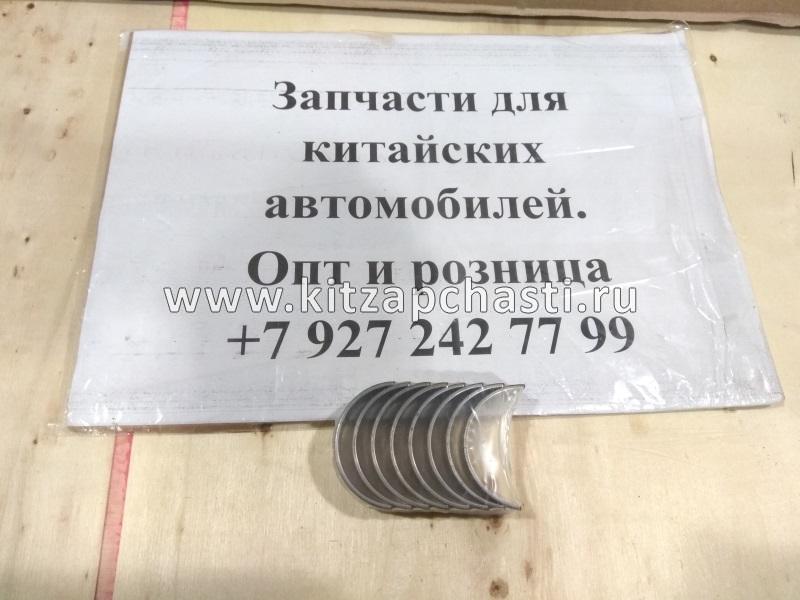 Запчасти для
китайских
автомобилей.
Опт и розница
www.kitzapchasti.ru
+7 927 242 77 99